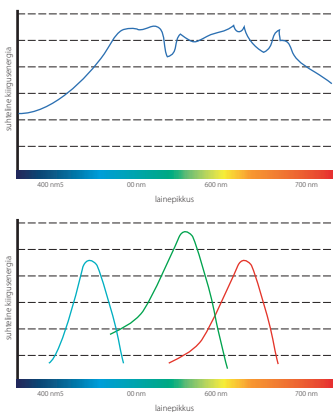 suhteline kiirgusenergia
400 nm5 00 nm 600 nm 700 nm
lainepikkus
suhteline kiirgusenergia
400 nm5 00 nm 600 nm 700 nm
lainepikkus